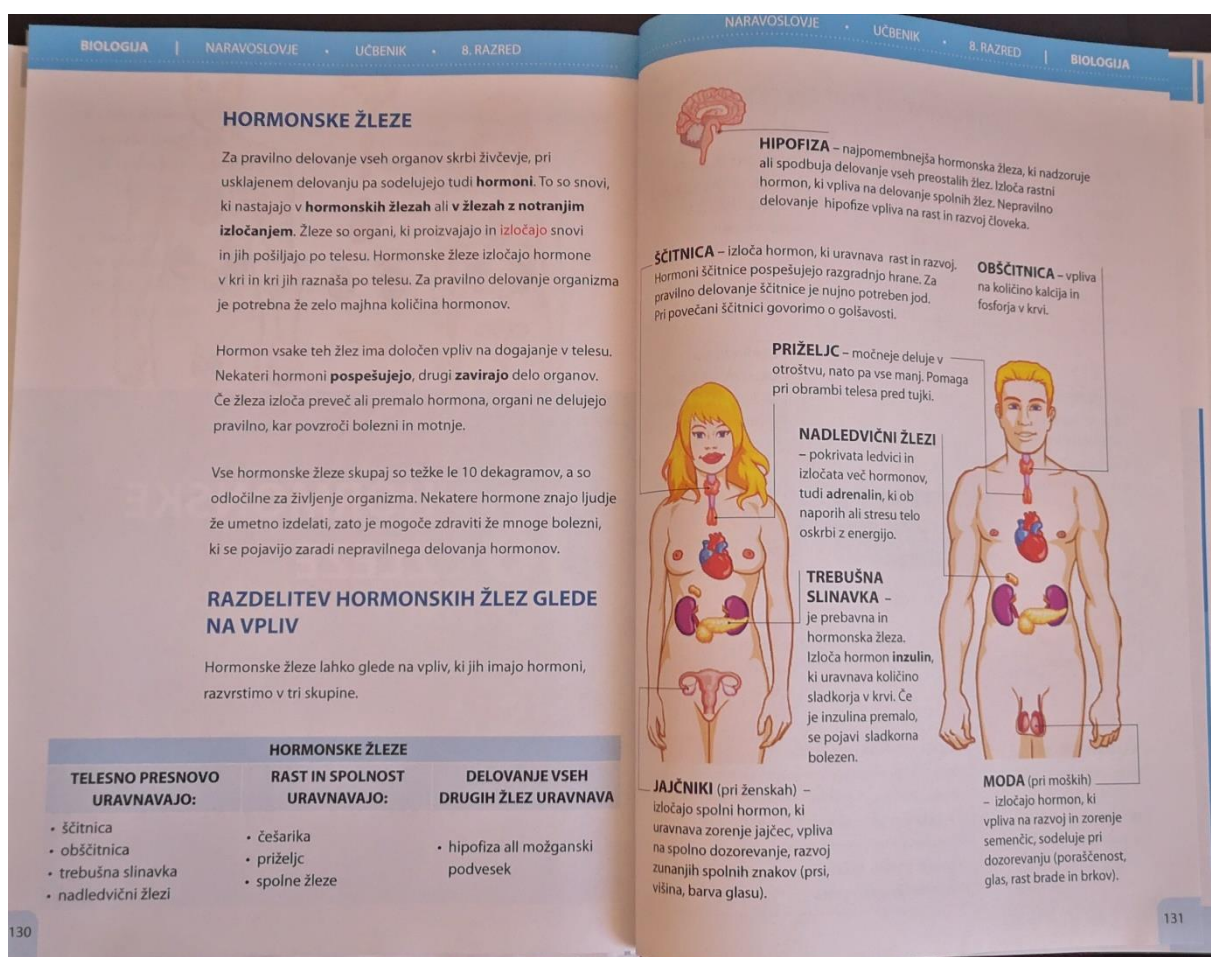 BIOLOGIJA | NARAVOSLOVJE • UČBENIK • 8. RAZRED
HORMONSKE ŽLEZE
Za pravilno delovanje vseh organov skrbi živčevje, pri
usklajenem delovanju pa sodelujejo tudi hormoni. To so snovi,
ki nastajajo v hormonskih žlezah ali v žlezah z notranjim
izločanjem. Žleze so organi, ki proizvajajo in izločajo snovi
in jih pošiljajo po telesu. Hormonske žleze izločajo hormone
v kri in kri jih raznaša po telesu. Za pravilno delovanje organizma
je potrebna že zelo majhna količina hormonov.
Hormon vsake teh žlez ima določen vpliv na dogajanje v telesu.
Nekateri hormoni pospešujejo, drugi zavirajo delo organov.
Če žleza izloča preveč ali premalo hormona, organi ne delujejo
pravilno, kar povzroči bolezni in motnje.
Vse hormonske žleze skupaj so težke le 10 dekagramov, a so
odločilne za življenje organizma. Nekatere hormone znajo ljudje
že umetno izdelati, zato je mogoče zdraviti že mnoge bolezni,
ki se pojavijo zaradi nepravilnega delovanja hormonov.
RAZDELITEV HORMONSKIH ŽLEZ GLEDE
NA VPLIV
Hormonske žleze lahko glede na vpliv, ki jih imajo hormoni,
razvrstimo v tri skupine.
HORMONSKE ŽLEZE
TELESNO PRESNOVO
URAVNAVAJO:
• ščitnica
• obščitnica
• trebušna slinavka
• nadledvični žlezi
RAST IN SPOLNOST
URAVNAVAJO:
• češarika
• priželjc
• spolne žleze
DELOVANJE VSEH
DRUGIH ŽLEZ URAVNAVA
• hipofiza all možganski
podvesek
130
NARAVOSLOVJE • UČBENIK • 8. RAZRED | BIOLOGIJA
HIPOFIZA – najpomembnejša hormonska žleza, ki nadzoruje
ali spodbuja delovanje vseh preostalih žlez. Izloča rastni
hormon, ki vpliva na delovanje spolnih žlez. Nepravilno
delovanje hipofize vpliva na rast in razvoj človeka.
ŠČITNICA – izloča hormon, ki uravnava rast in razvoj.
Hormoni ščitnice pospešujejo razgradnjo hrane. Za
pravilno delovanje ščitnice je nujno potreben jod.
Pri povečani ščitnici govorimo o golšavosti.
OBŠČITNICA – vpliva
na količino kalcija in
fosforja v krvi.
PRIŽELJC – močneje deluje v
otroštvu, nato pa vse manj. Pomaga
pri obrambi telesa pred tujki.
NADLEDVIČNI ŽLEZI
– pokrivata ledvici in
izločata več hormonov,
tudi adrenalin, ki ob
naporih ali stresu telo
oskrbi z energijo.
TREBUŠNA
SLINAVKA –
je prebavna in
hormonska žleza.
Izloča hormon inzulin,
ki uravnava količino
sladkorja v krvi. Če
je inzulina premalo,
se pojavi sladkorna
bolezen.
JAJČNIKI (pri ženskah) –
izločajo spolni hormon, ki
uravnava zorenje jajčec, vpliva
na spolno dozorevanje, razvoj
zunanjih spolnih znakov (prsi,
višina, barva glasu).
MODA (pri moških)
– izločajo hormon, ki
vpliva na razvoj in zorenje
semenčic, sodeluje pri
dozorevanju (poraščenost,
glas, rast brade in brkov).
131